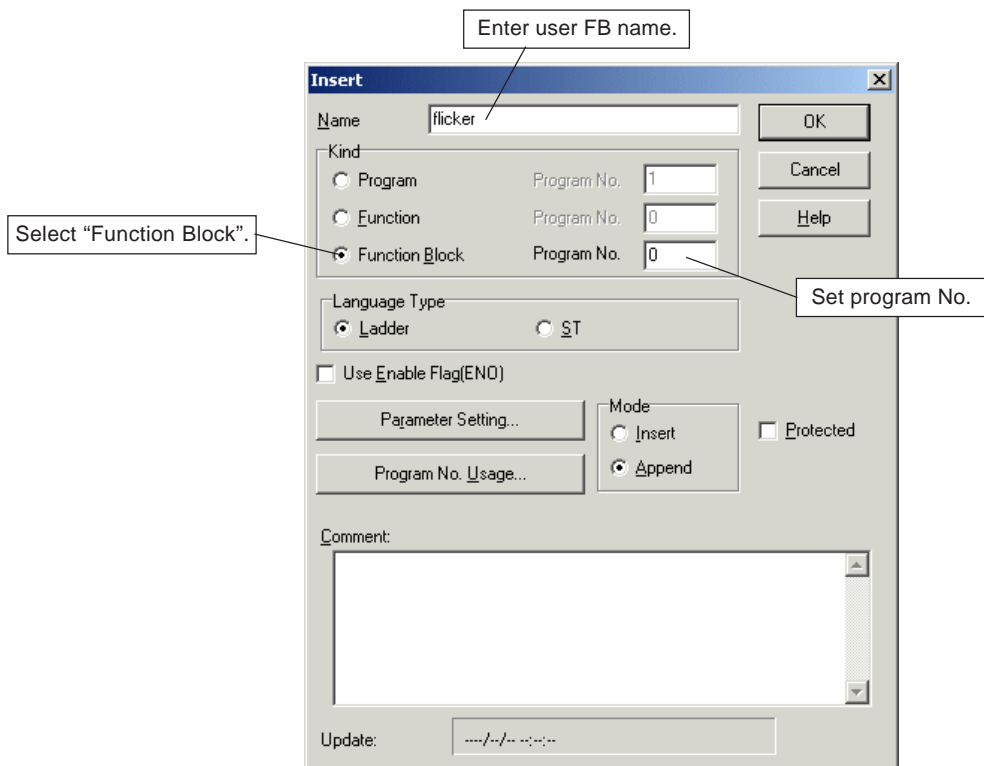 Enter user FB name.
Insert
Name flicker OK
Kind
Program Program No. 1 Cancel
Function Program No. 0 Help
Select “Function Block”.
Function Block Program No. 0
Set program No.
Language Type
Ladder ST
Use Enable Flag(ENO)
Parameter Setting...
Mode
Insert
Protected
Program No. Usage...
Append
Comment:
Update: ----/--/-- --:--:--